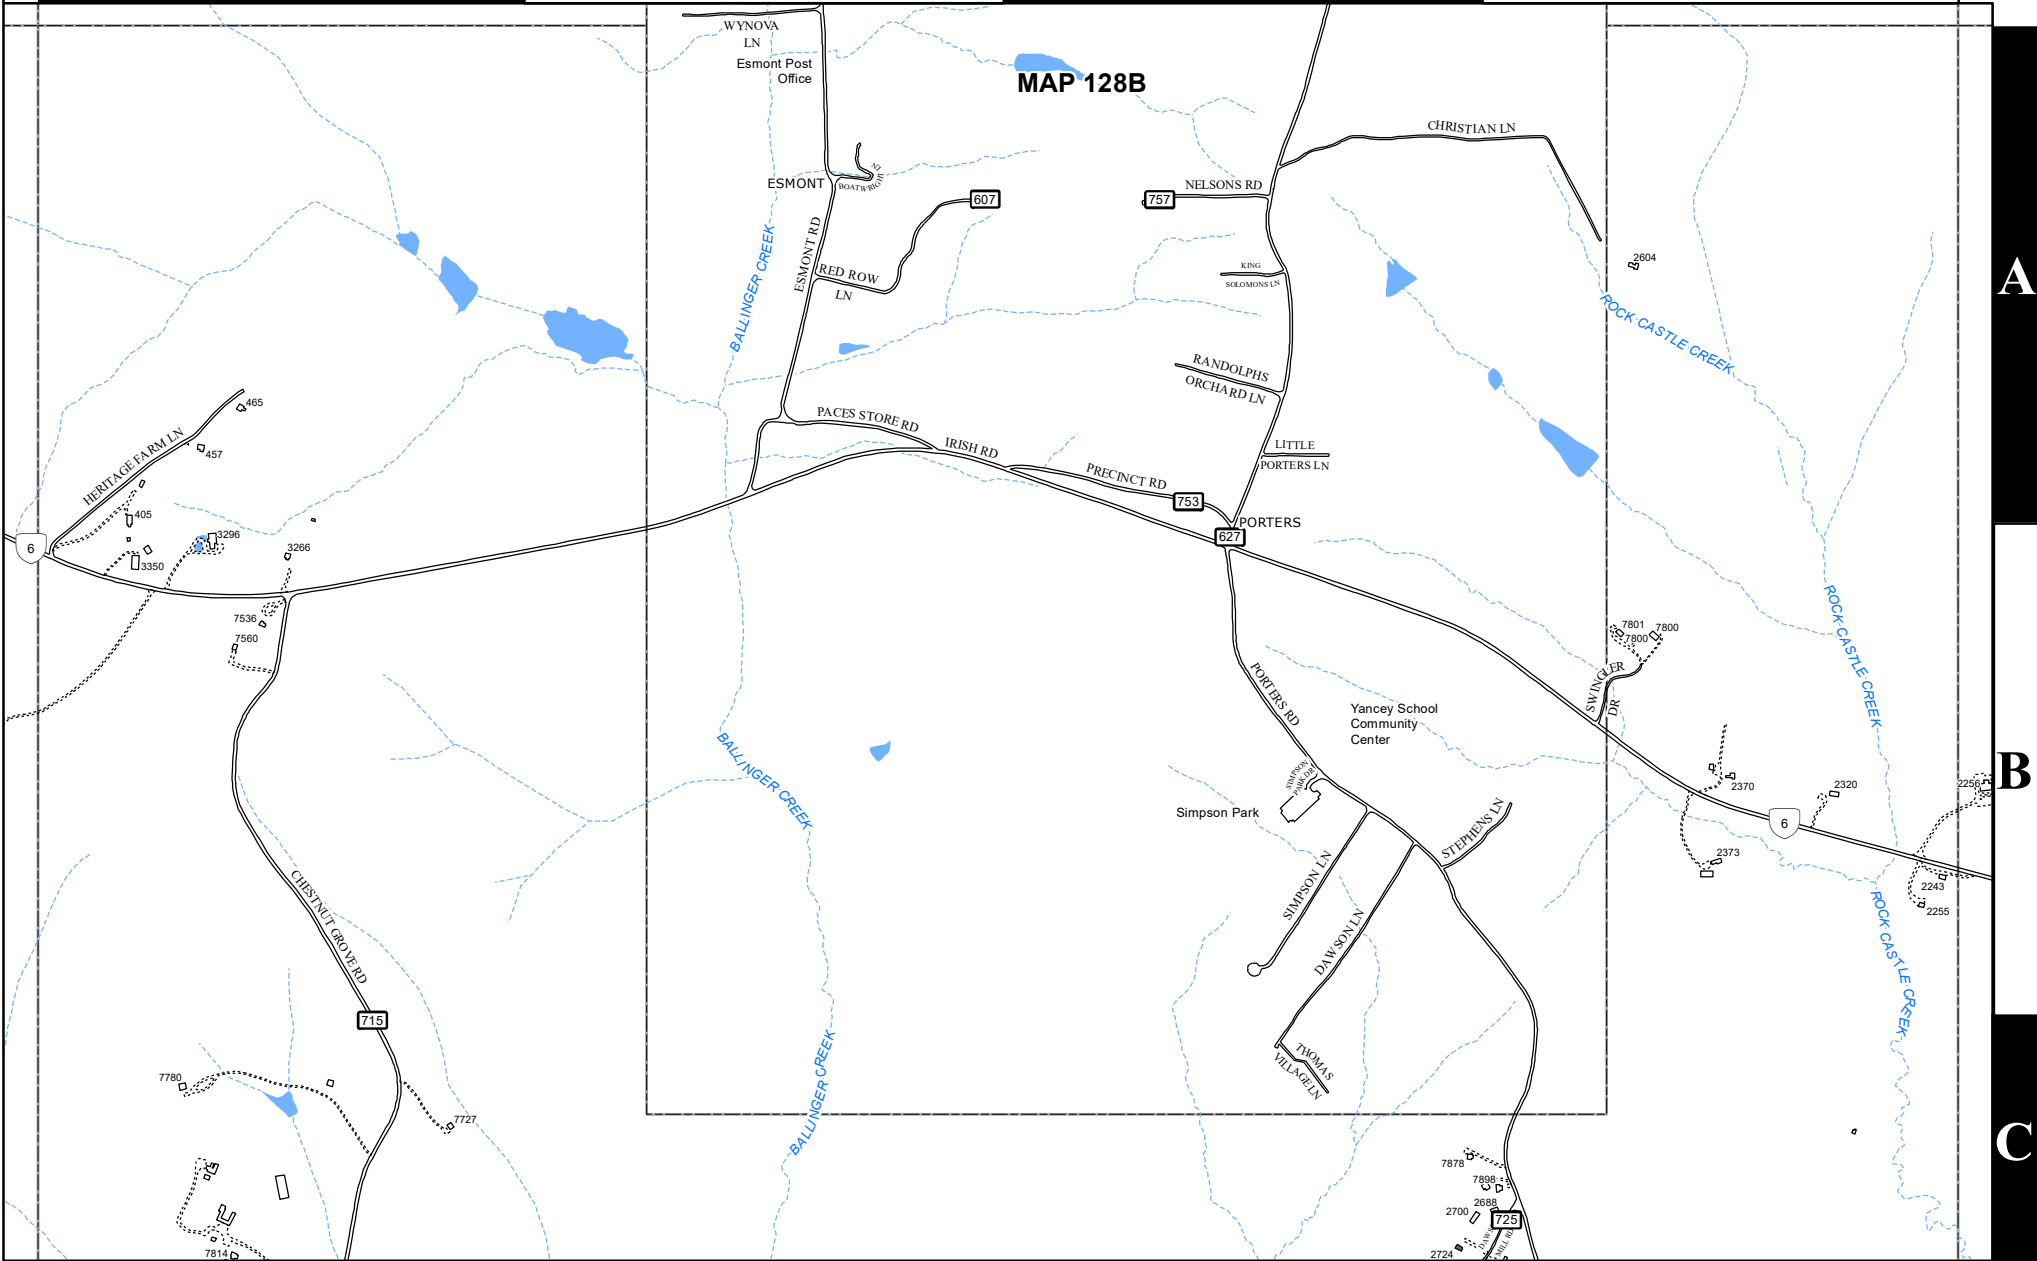 WYNOVA
LN
Esmont Post
Office
MAP 128B
CHRISTIAN LN
ESMONT
BOATWRIGHT
LN
607
757
NELSONS RD
A
ESMONT RD
BALLINGER CREEK
RED ROW
LN
KING
SOLOMONS LN
2604
ROCK CASTLE CREEK
RANDOLPHS
ORCHARD LN
465
HERITAGE FARM LN
457
PACES STORE RD
IRISH RD
LITTLE
PORTERS LN
PRECINCT RD
753
405
PORTERS
627
6
3296
3266
3350
7536
7560
ROCK CASTLE CREEK
7801
7800
7800
SWINGLER
DR
PORTERS RD
Yancey School
Community
Center
BALLINGER CREEK
B
SIMPSON
PARK DR
Simpson Park
2370
2320
2256
6
STEPHENS LN
2373
SIMPSON LN
2243
2255
DAWSON LN
CHESTNUT GROVE RD
ROCK CASTLE CREEK
715
BALLINGER CREEK
THOMAS
VILLAGE LN
7780
7727
C
7878
7898
2688
2700
725
MILL RD
2724
7814